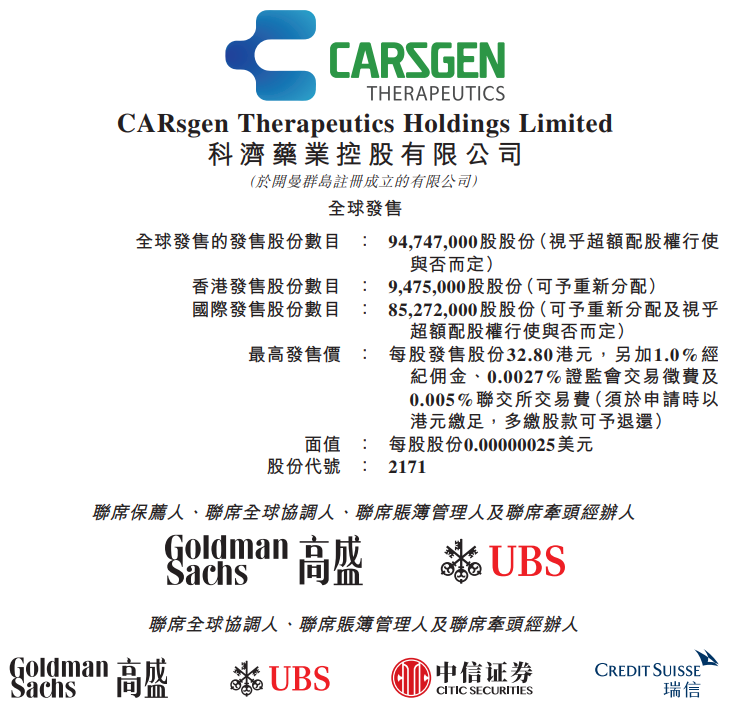 CARSGEN
THERAPEUTICS
CARsgen Therapeutics Holdings Limited
科濟藥業控股有限公司
(於開曼群島註冊成立的有限公司)
全球發售
全球發售的發售股份數目 : 94,747,000股股份(視乎超額配股權行使
與否而定)
香港發售股份數目 : 9,475,000股股份(可予重新分配)
國際發售股份數目 : 85,272,000股股份(可予重新分配及視乎
超額配股權行使與否而定)
最高發售價 : 每股發售股份32.80港元，另加1.0%經
紀佣金、0.0027%證監會交易徵費及
0.005%聯交所交易費(須於申請時以
港元繳足，多繳股款可予退還)
面值 : 每股股份0.00000025美元
股份代號 : 2171
聯席保薦人、聯席全球協調人、聯席賬簿管理人及聯席牽頭經辦人
Goldman Sachs 高盛 UBS
聯席全球協調人、聯席賬簿管理人及聯席牽頭經辦人
Goldman Sachs 高盛 UBS 中信证券 CITIC SECURITIES CREDIT SUISSE 瑞信